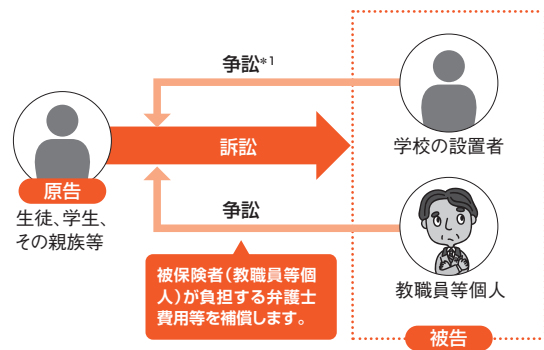 争訟*1
学校の設置者
訴訟
原告
生徒、学生、
その親族等
争訟
被保険者(教職員等個
人)が負担する弁護士
費用等を補償します。
教職員等個人
被告